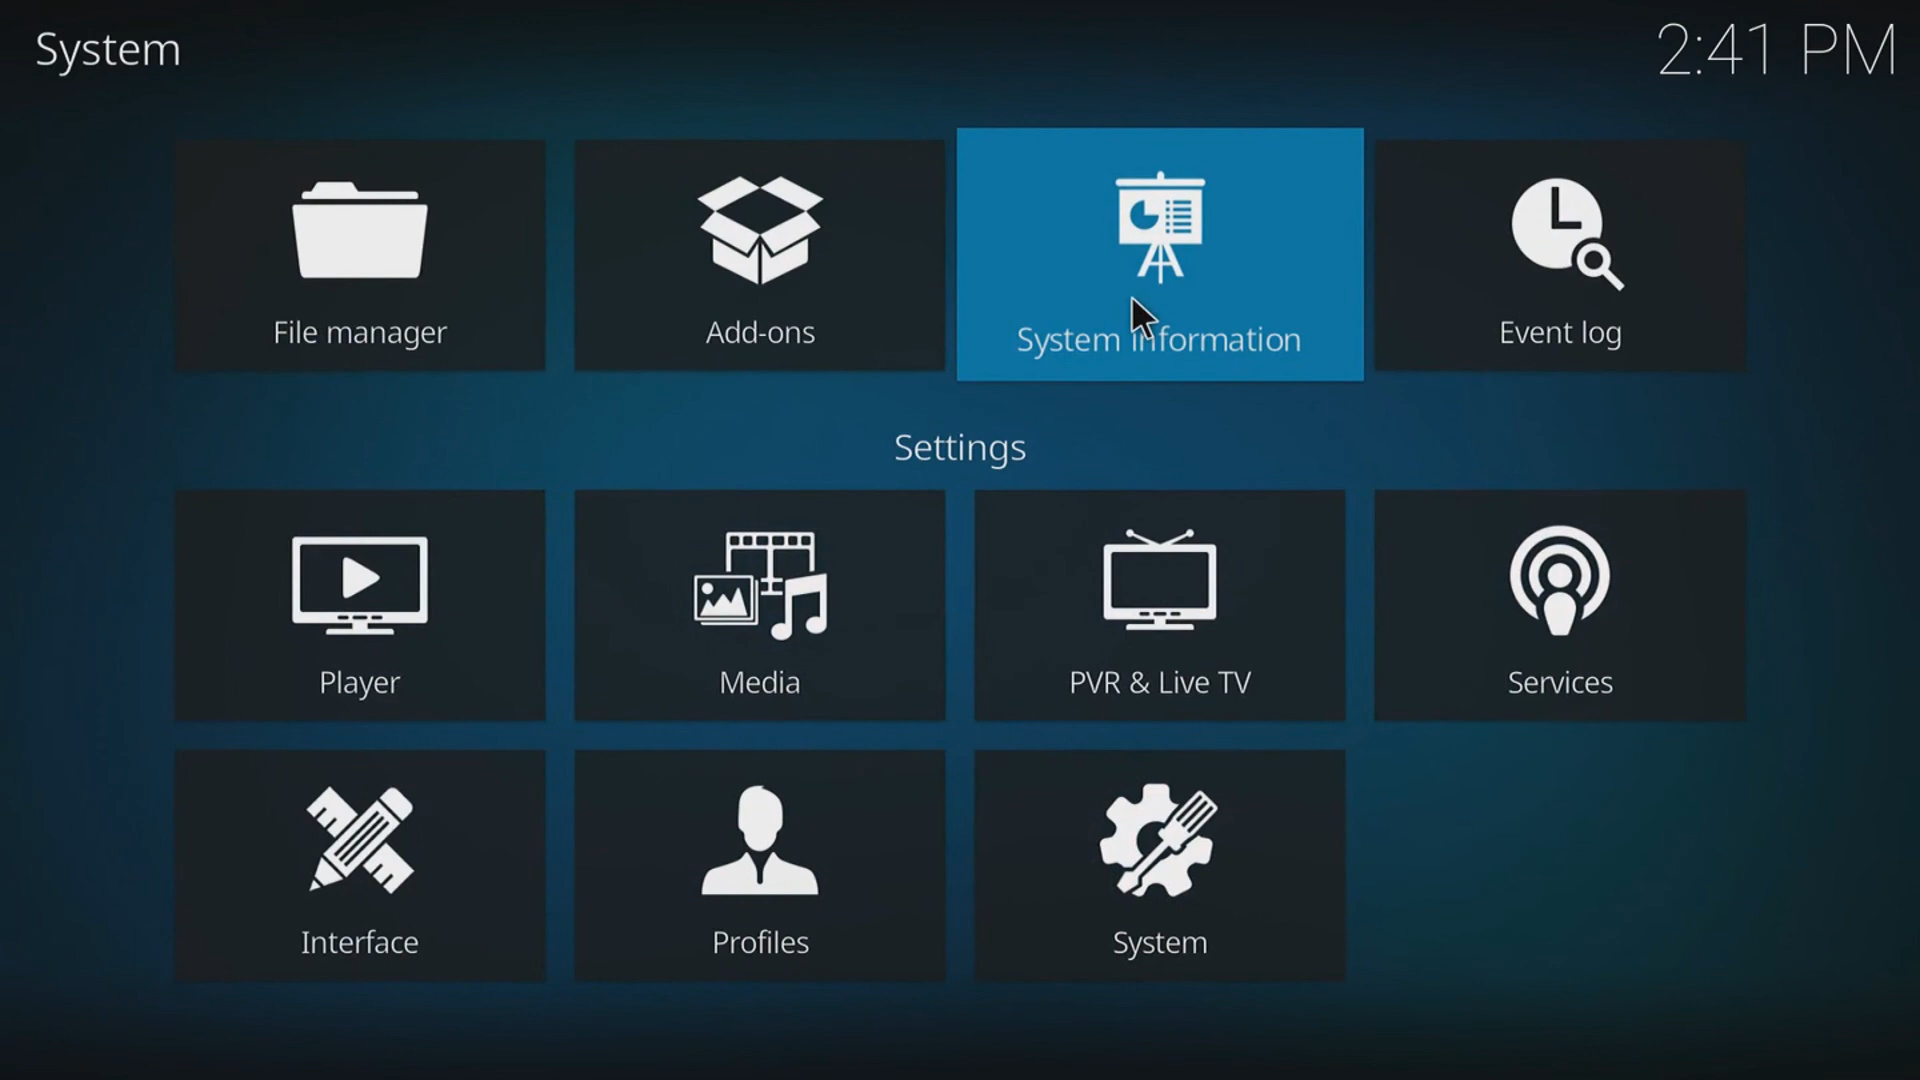 System
2:41 PM
File manager
Add-ons
System information
Event log
Settings
Player
Media
PVR & Live TV
Services
Interface
Profiles
System